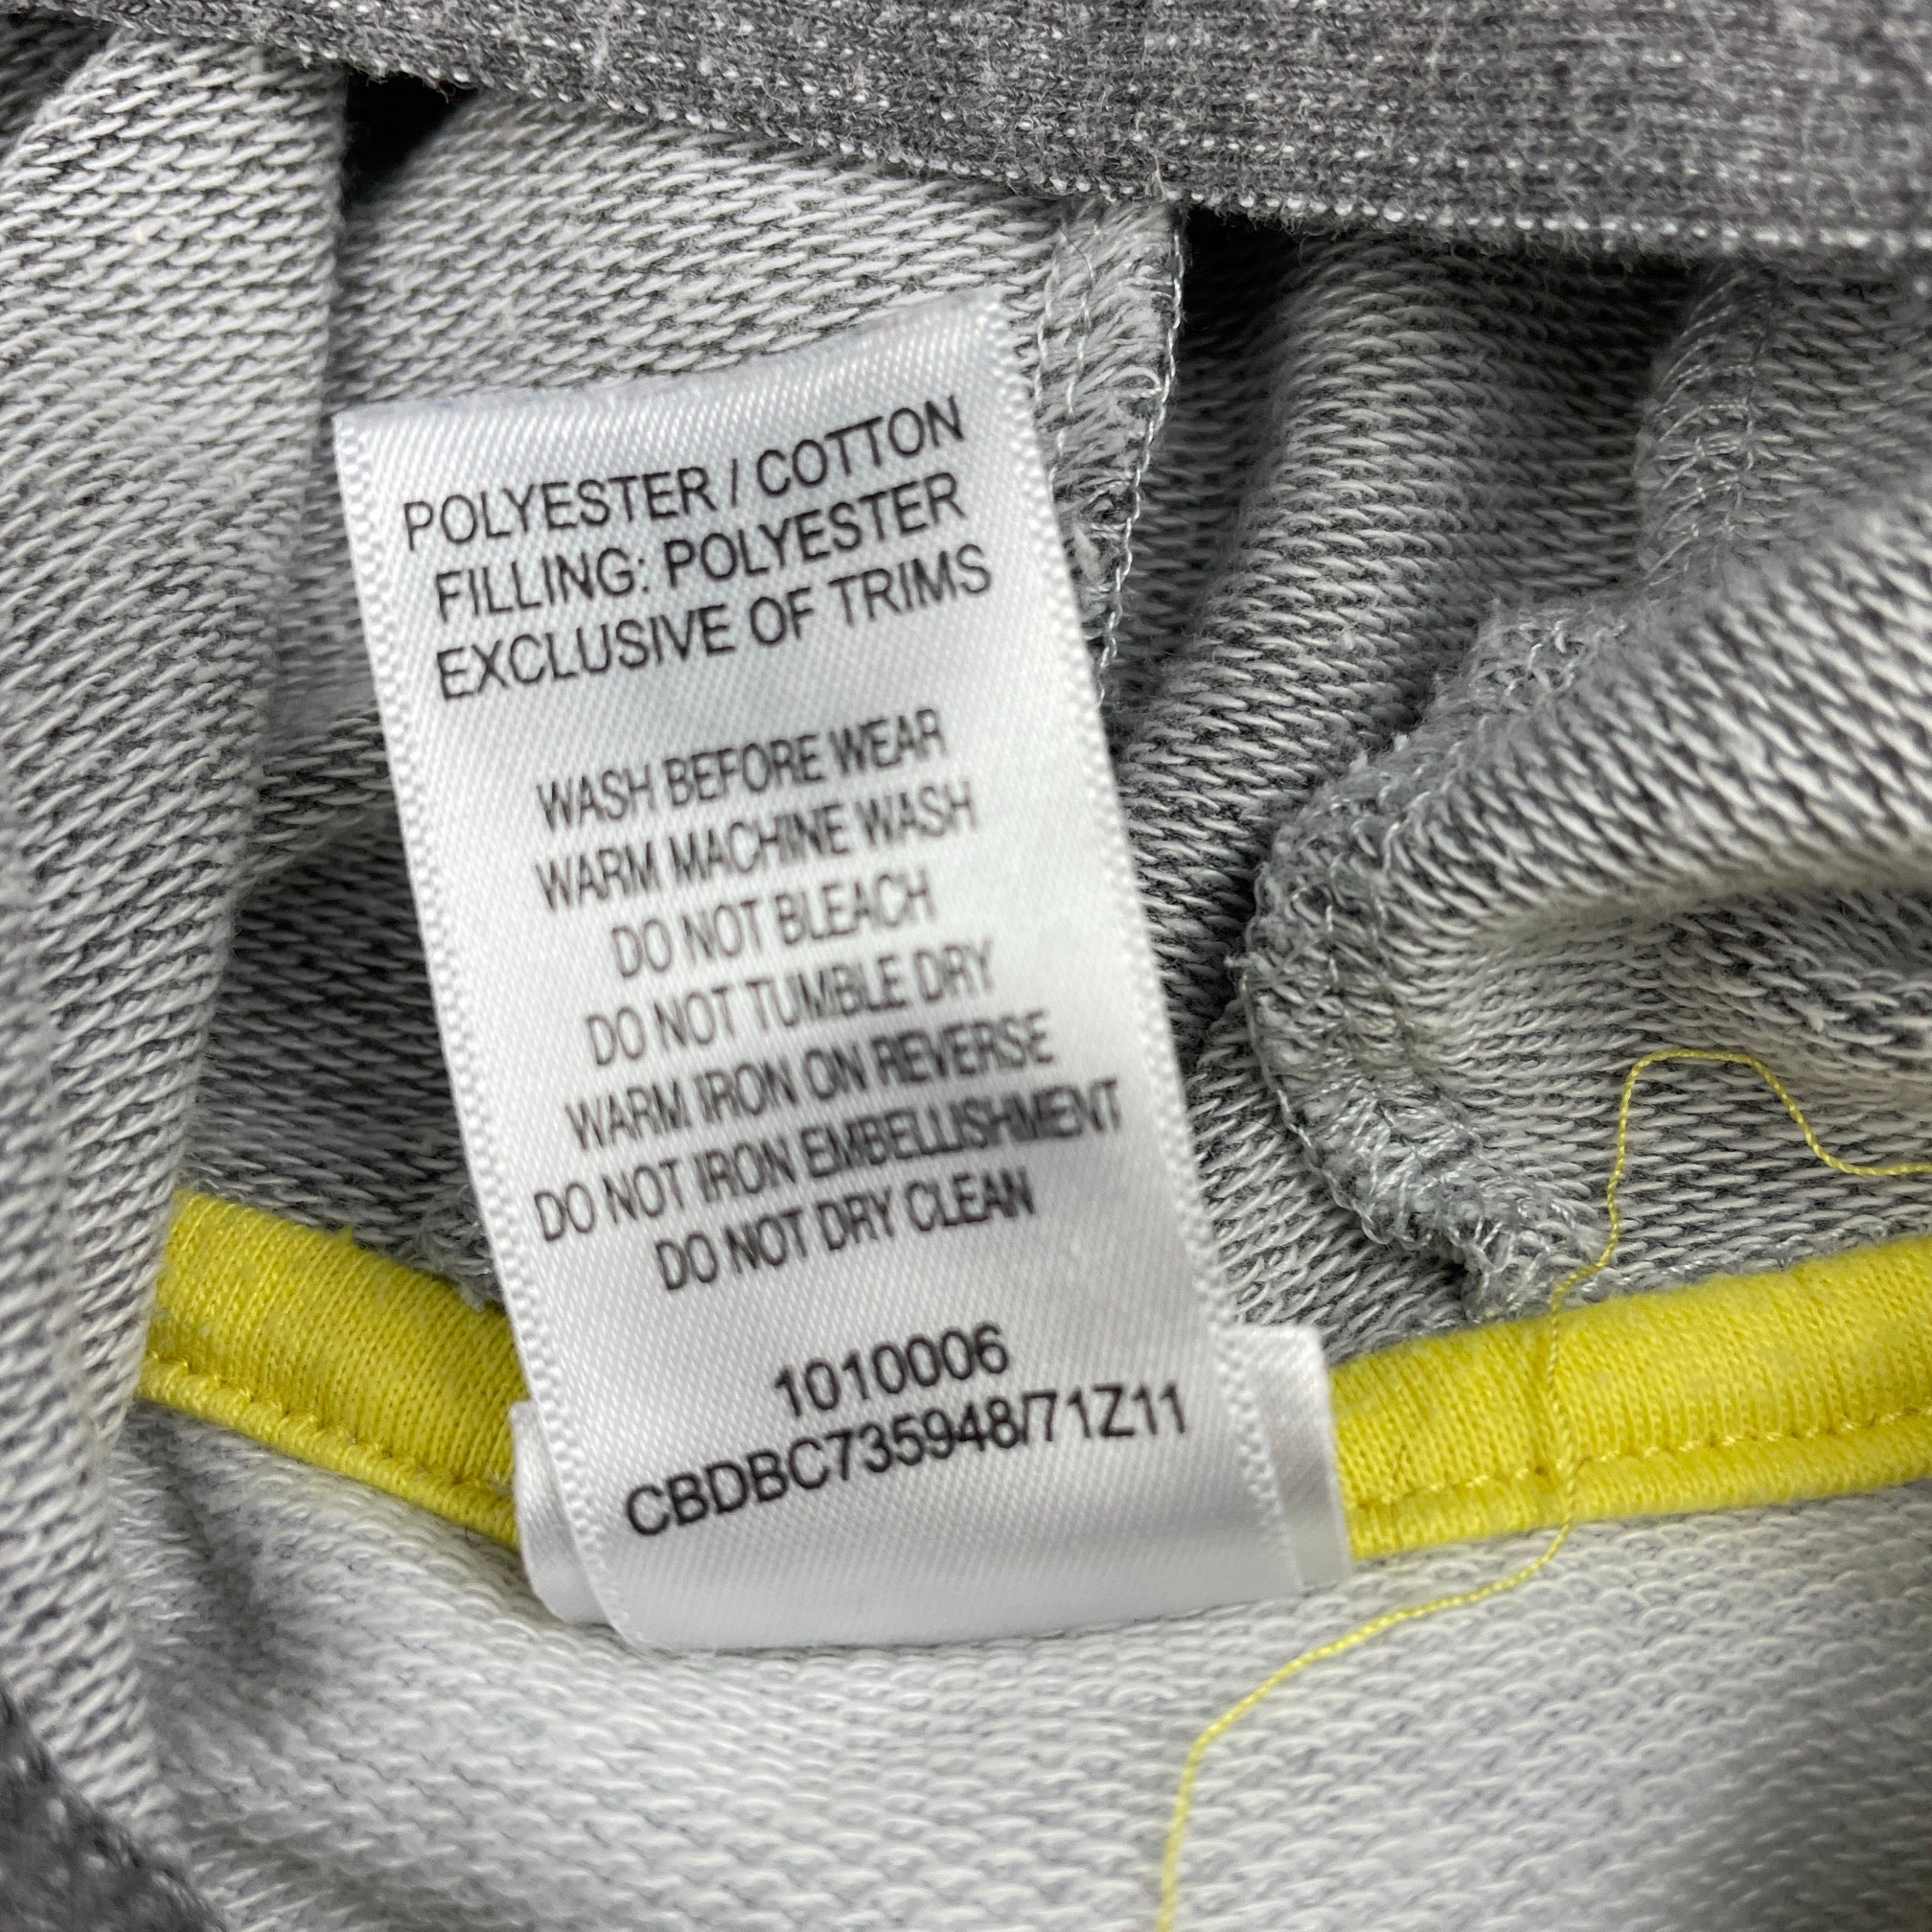 POLYESTER / COTTON
FILLING: POLYESTER
EXCLUSIVE OF TRIMS
WASH BEFORE WEAR
WARM MACHINE WASH
DO NOT BLEACH
DO NOT TUMBLE DRY
WARM IRON ON REVERSE
DO NOT IRON EMBELLISHMENT
DO NOT DRY CLEAN
1010006
CBDBC735948/71Z11